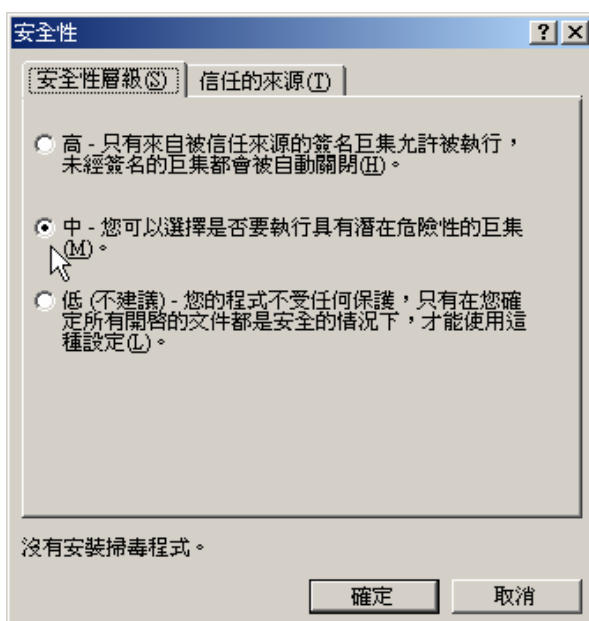 安全性
安全性層級(S)
信任的來源(T)
高 - 只有來自被信任來源的簽名巨集允許被執行，
未經簽名的巨集都會被自動關閉(H)。
中 - 您可以選擇是否要執行具有潛在危險性的巨集
(M)。
低 (不建議) - 您的程式不受任何保護，只有在您確
定所有開啓的文件都是安全的情況下，才能使用這
種設定(L)。
沒有安裝掃毒程式。
確定
取消